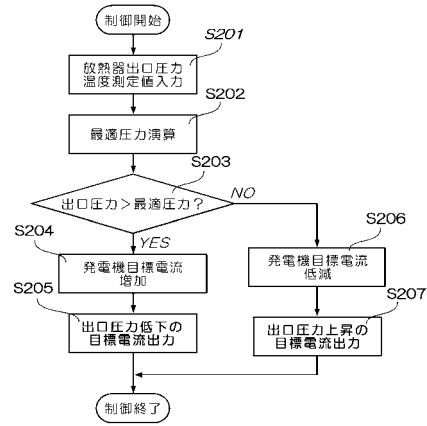 制御開始
S201
放熱器出口圧力
温度測定値入力
S202
最適圧力演算
S203
出口圧力>最適圧力?
NO
YES
S204
発電機目標電流
増加
S205
出口圧力低下の
目標電流出力
S206
発電機目標電流
低減
S207
出口圧力上昇の
目標電流出力
制御終了